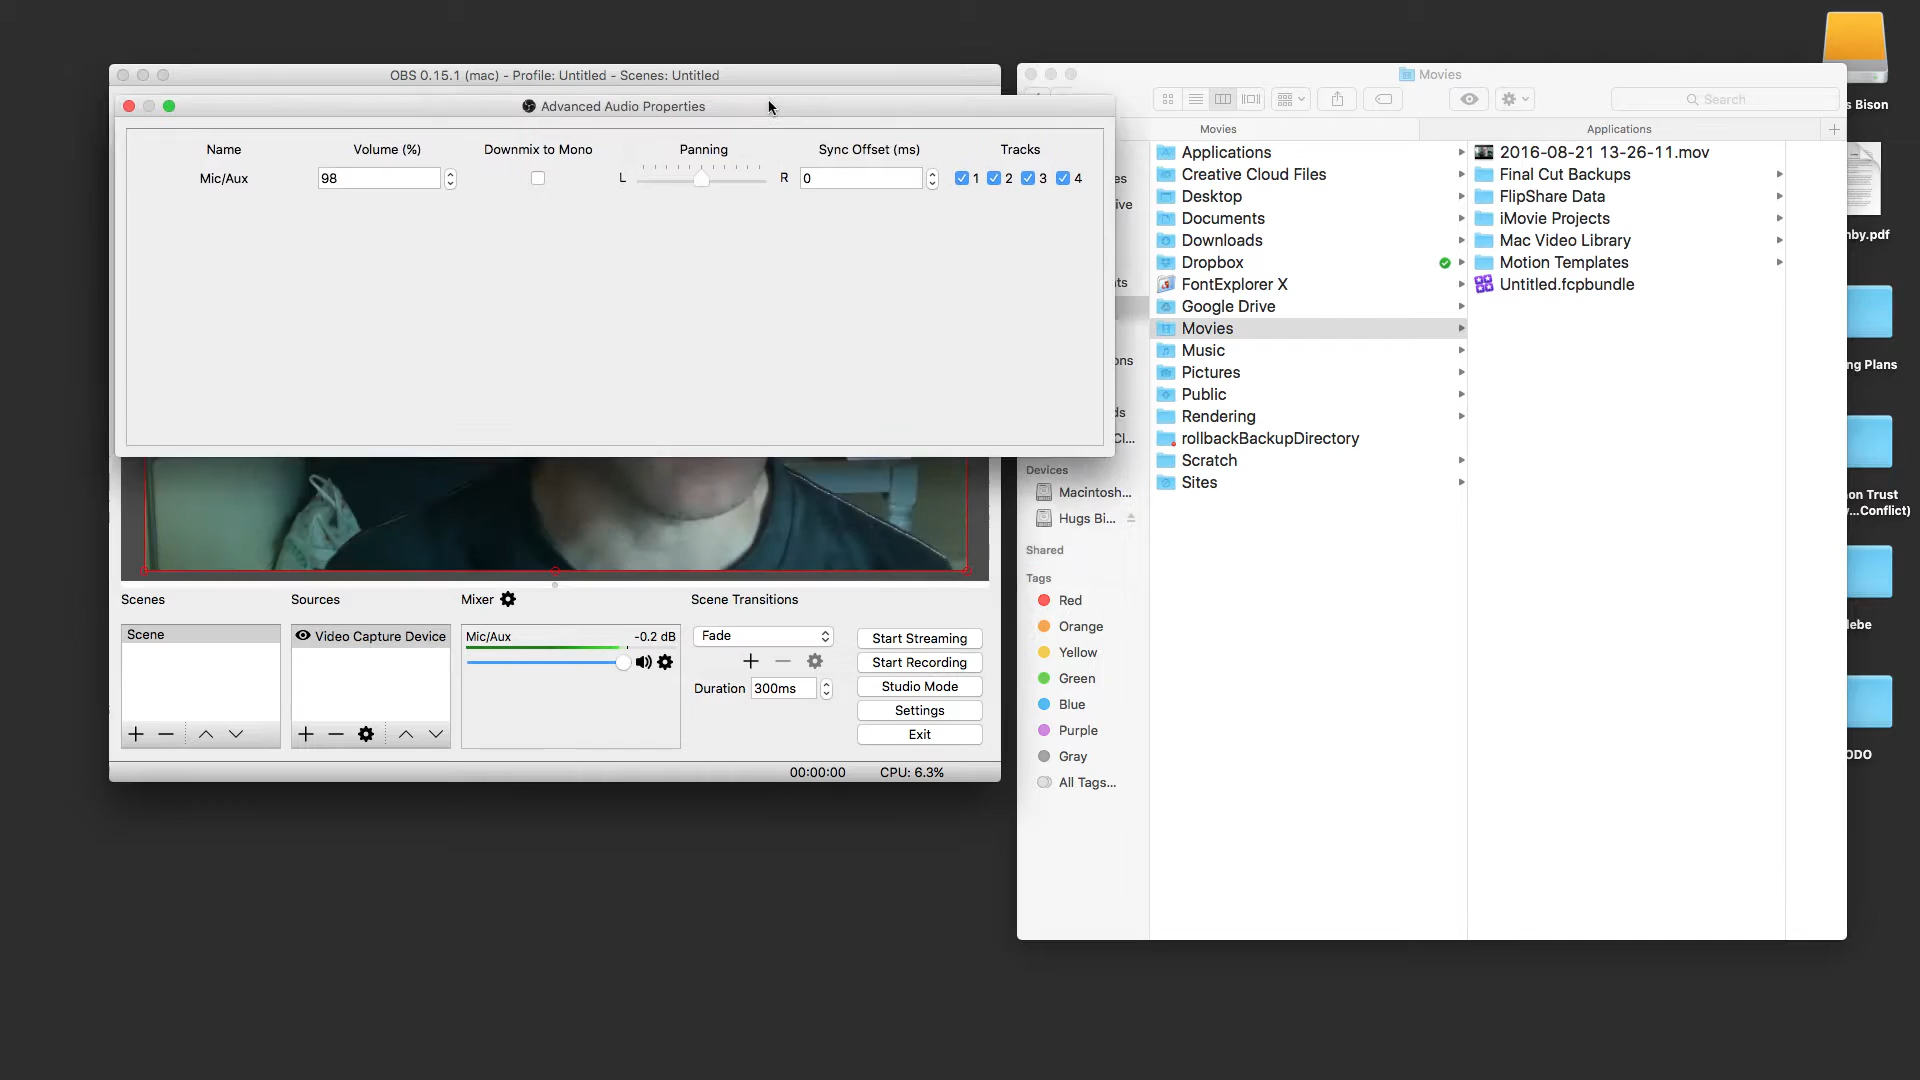 OBS 0.15.1 (mac) - Profile: Untitled - Scenes: Untitled
Advanced Audio Properties
Name Volume (%) Downmix to Mono Panning Sync Offset (ms) Tracks
Mic/Aux 98 L R 0 1 2 3 4
Scenes Sources Mixer Scene Transitions
Scene
Video Capture Device
Mic/Aux -0.2 dB
Fade
Duration 300ms
Start Streaming
Start Recording
Studio Mode
Settings
Exit
00:00:00 CPU: 6.3%
Movies
Search
Movies Applications
es
ive
ts
ons
ds
Cl...
Devices
Macintosh...
Hugs Bi...
Shared
Tags
Red
Orange
Yellow
Green
Blue
Purple
Gray
All Tags...
Applications
Creative Cloud Files
Desktop
Documents
Downloads
Dropbox
FontExplorer X
Google Drive
Movies
Music
Pictures
Public
Rendering
rollbackBackupDirectory
Scratch
Sites
2016-08-21 13-26-11.mov
Final Cut Backups
FlipShare Data
iMovie Projects
Mac Video Library
Motion Templates
Untitled.fcpbundle
s Bison
nby.pdf
ng Plans
on Trust
...Conflict)
lebe
ODO